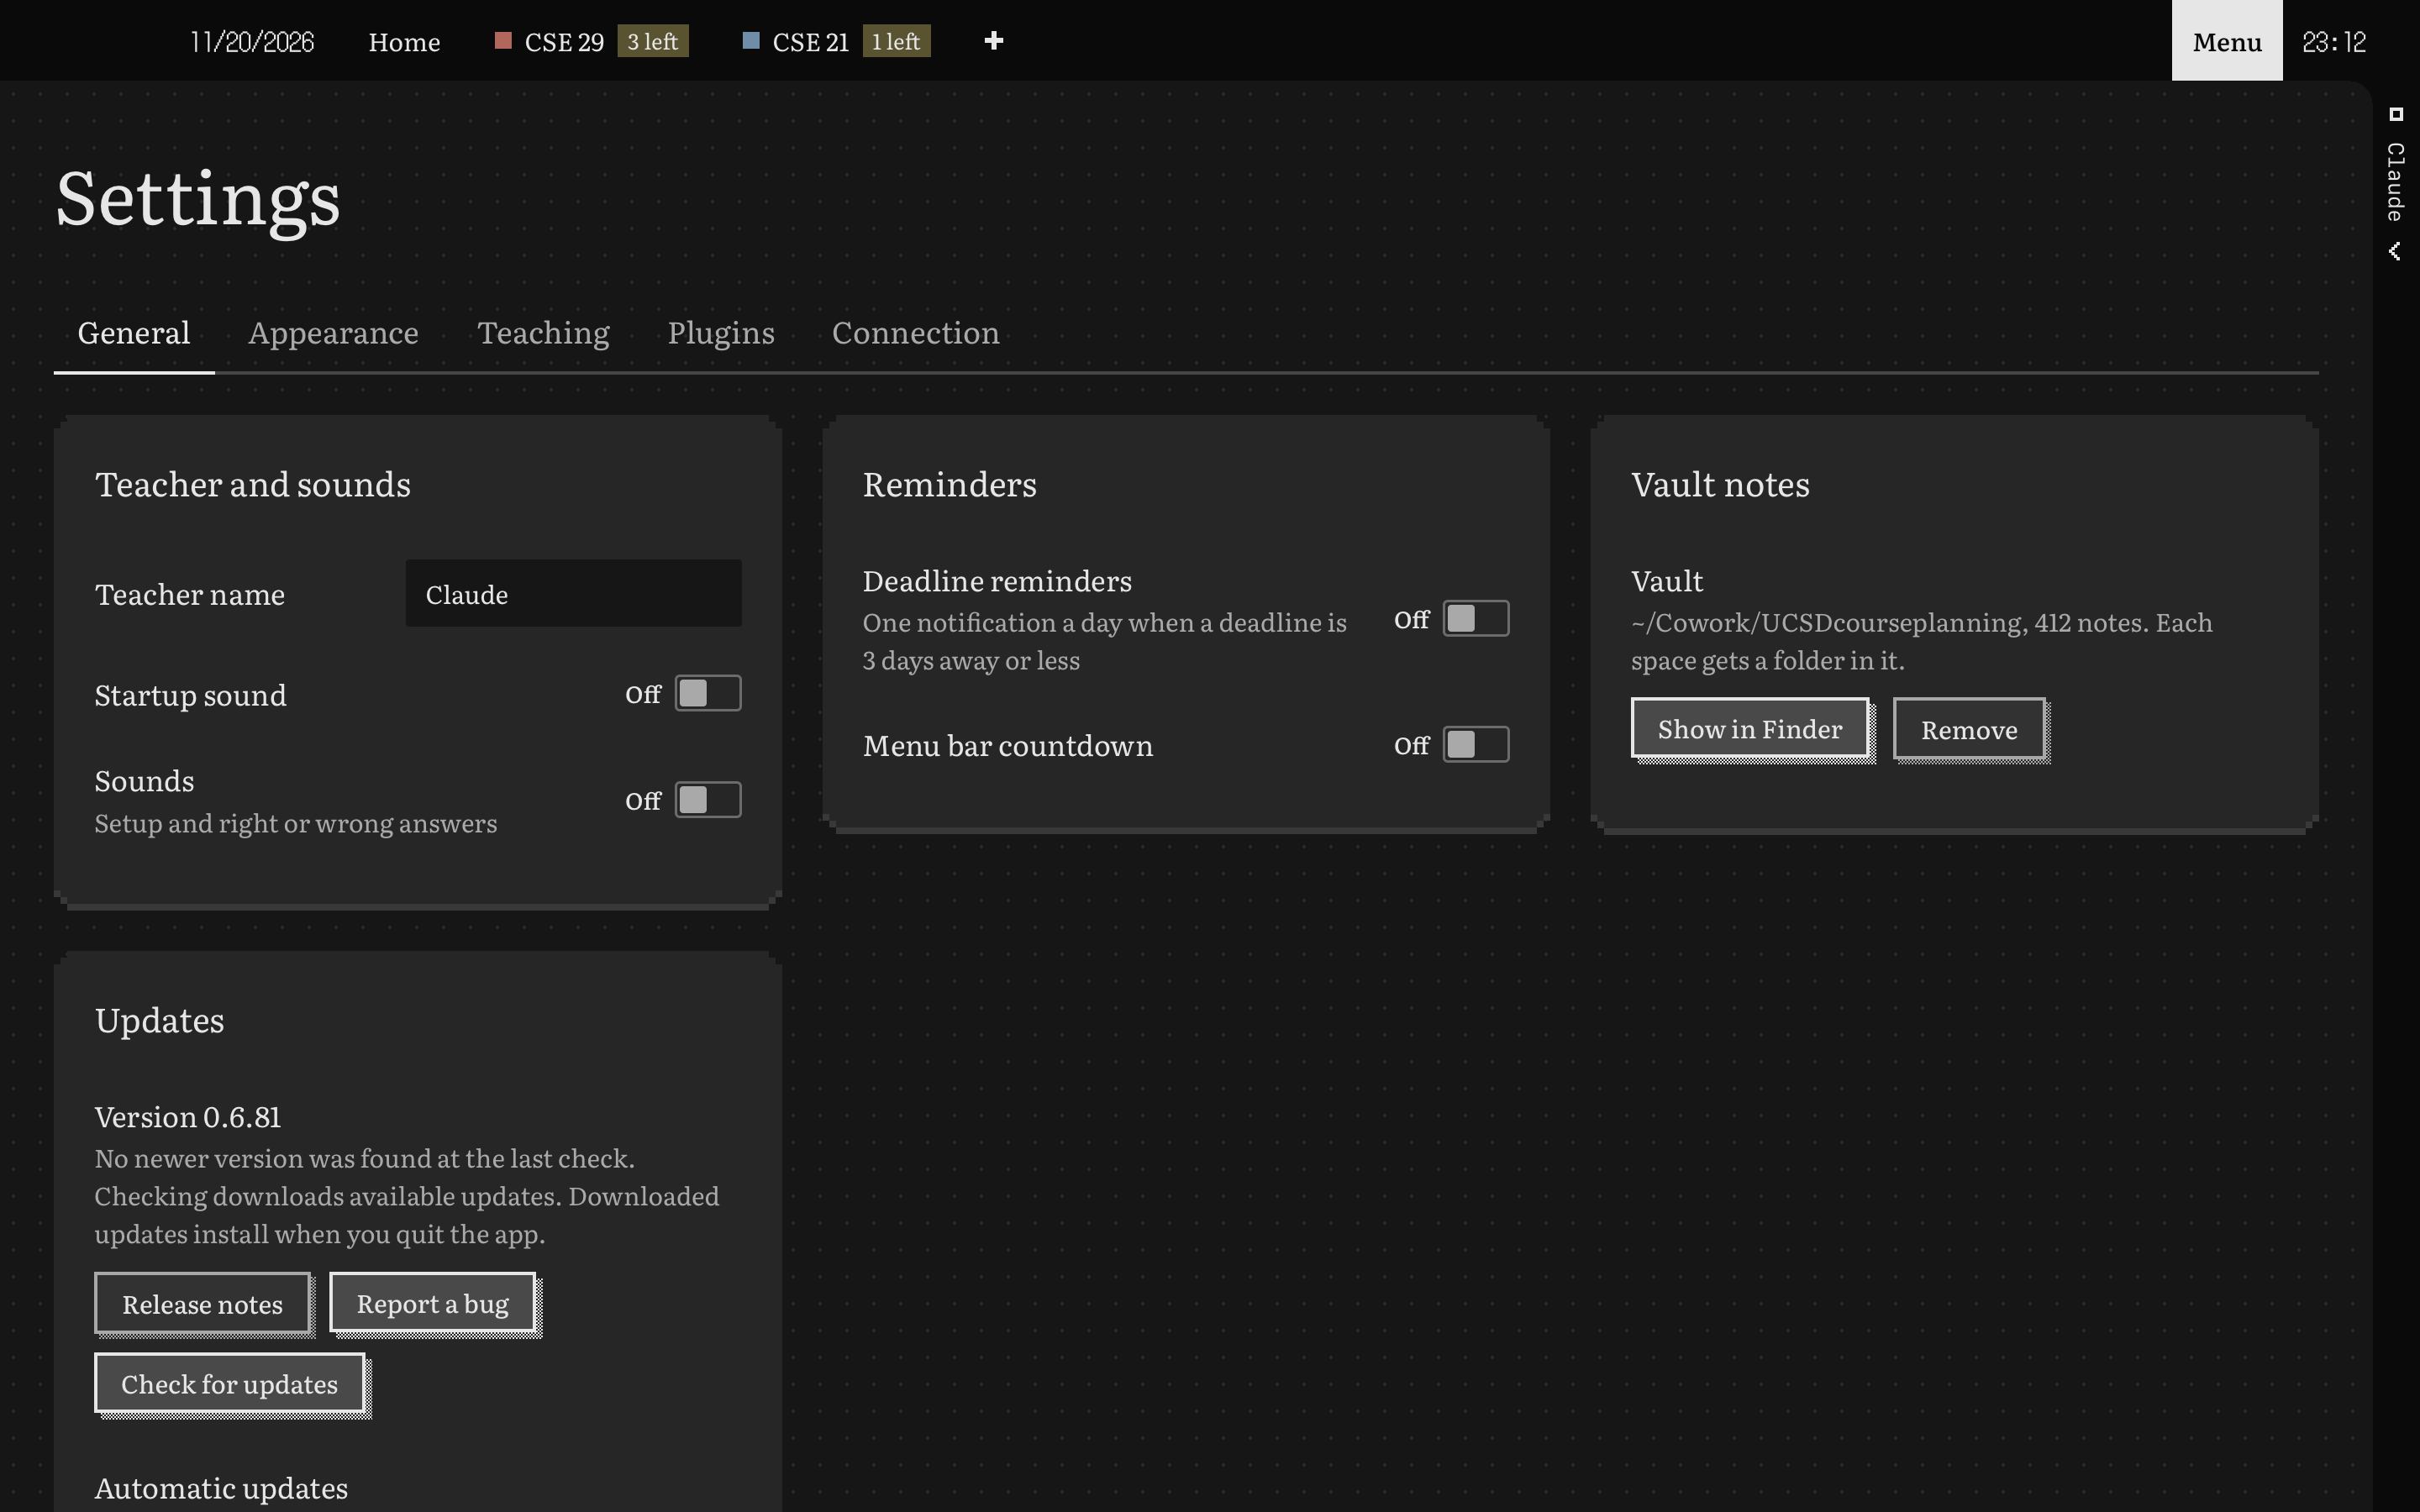 11/20/2026 Home CSE 29 3 left CSE 21 1 left Menu 23:12
Claude
Settings
General Appearance Teaching Plugins Connection
Teacher and sounds
Teacher name Claude
Startup sound Off
Sounds
Setup and right or wrong answers
Off
Reminders
Deadline reminders
One notification a day when a deadline is
3 days away or less
Off
Menu bar countdown Off
Vault notes
Vault
~/Cowork/UCSDcourseplanning, 412 notes. Each
space gets a folder in it.
Show in Finder Remove
Updates
Version 0.6.81
No newer version was found at the last check.
Checking downloads available updates. Downloaded
updates install when you quit the app.
Release notes Report a bug
Check for updates
Automatic updates